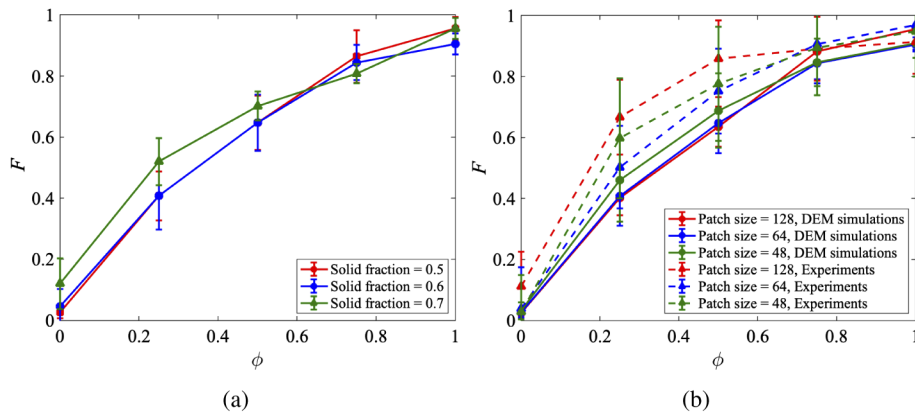 1
0.8
0.6
F
0.4
0.2
0
0
0.2
0.4
0.6
0.8
1
ϕ
Solid fraction = 0.5
Solid fraction = 0.6
Solid fraction = 0.7
(a)
1
0.8
0.6
F
0.4
0.2
0
0
0.2
0.4
0.6
0.8
1
ϕ
Patch size = 128, DEM simulations
Patch size = 64, DEM simulations
Patch size = 48, DEM simulations
Patch size = 128, Experiments
Patch size = 64, Experiments
Patch size = 48, Experiments
(b)